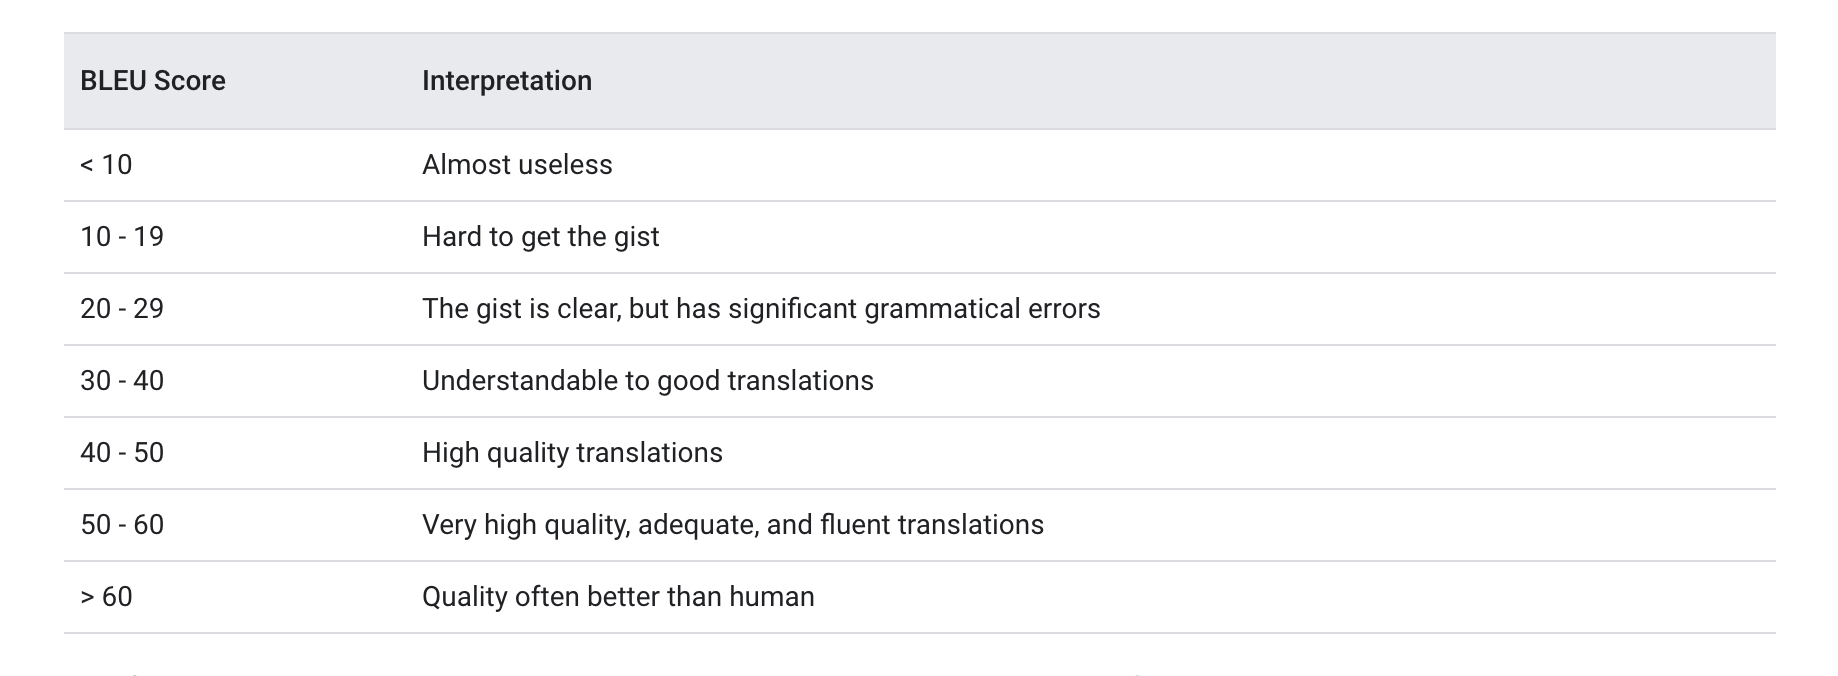 BLEU Score Interpretation
< 10 Almost useless
10 - 19 Hard to get the gist
20 - 29 The gist is clear, but has significant grammatical errors
30 - 40 Understandable to good translations
40 - 50 High quality translations
50 - 60 Very high quality, adequate, and fluent translations
> 60 Quality often better than human